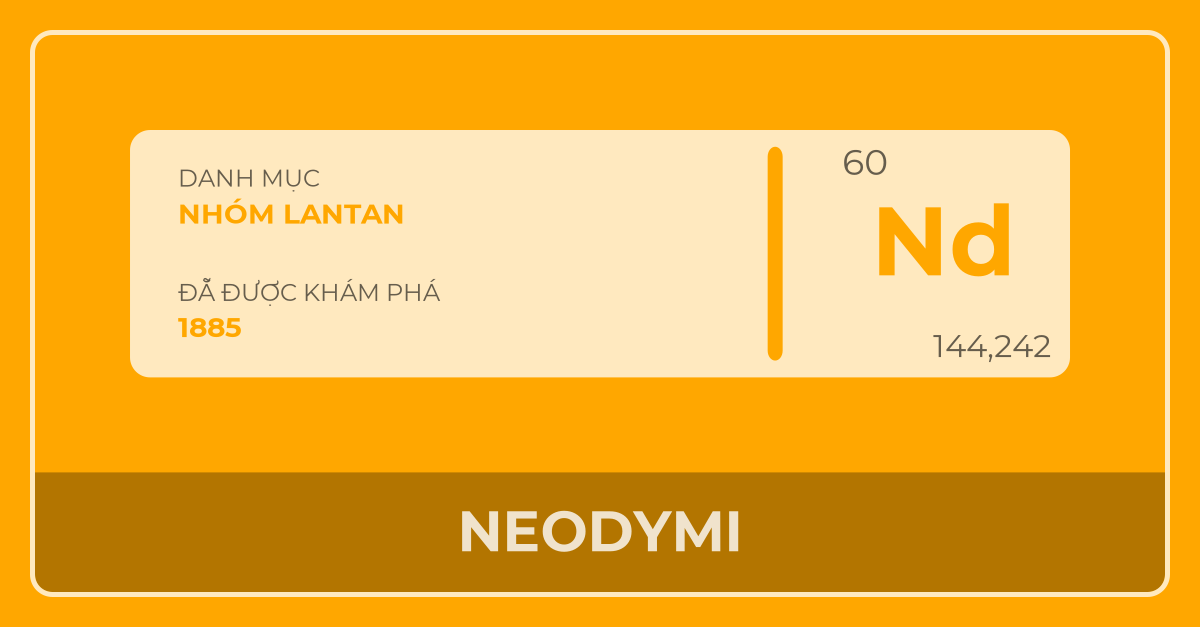 DANH MỤC
NHÓM LANTAN
ĐÃ ĐƯỢC KHÁM PHÁ
1885
60
Nd
144,242
NEODYMI